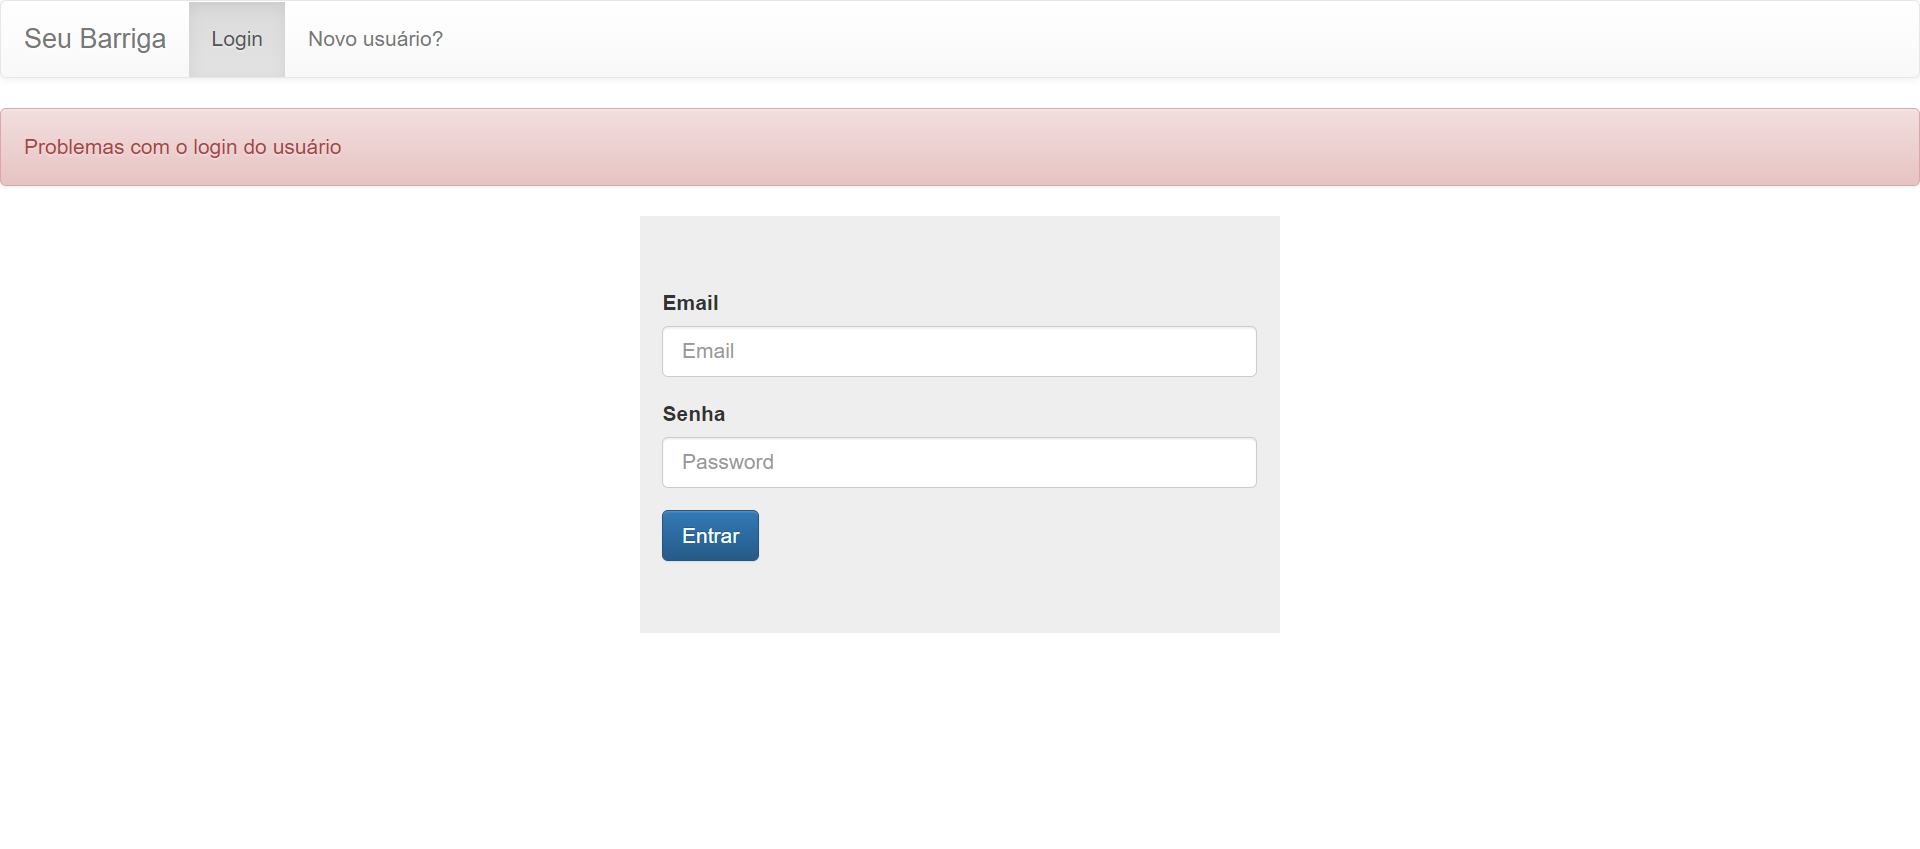 Seu Barriga Login Novo usuário?
Problemas com o login do usuário
Email
Email
Senha
Password
Entrar